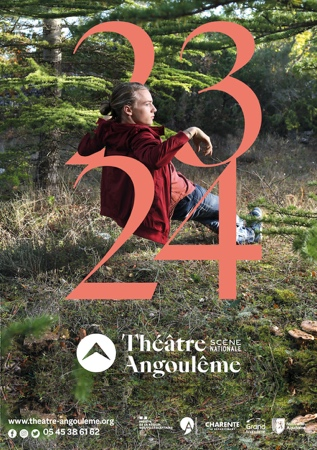 23
24
Théâtre SCÈNE
NATIONALE
Angoulême
www.theatre-angouleme.org
05 45 38 61 62
CHARENTE
Grand